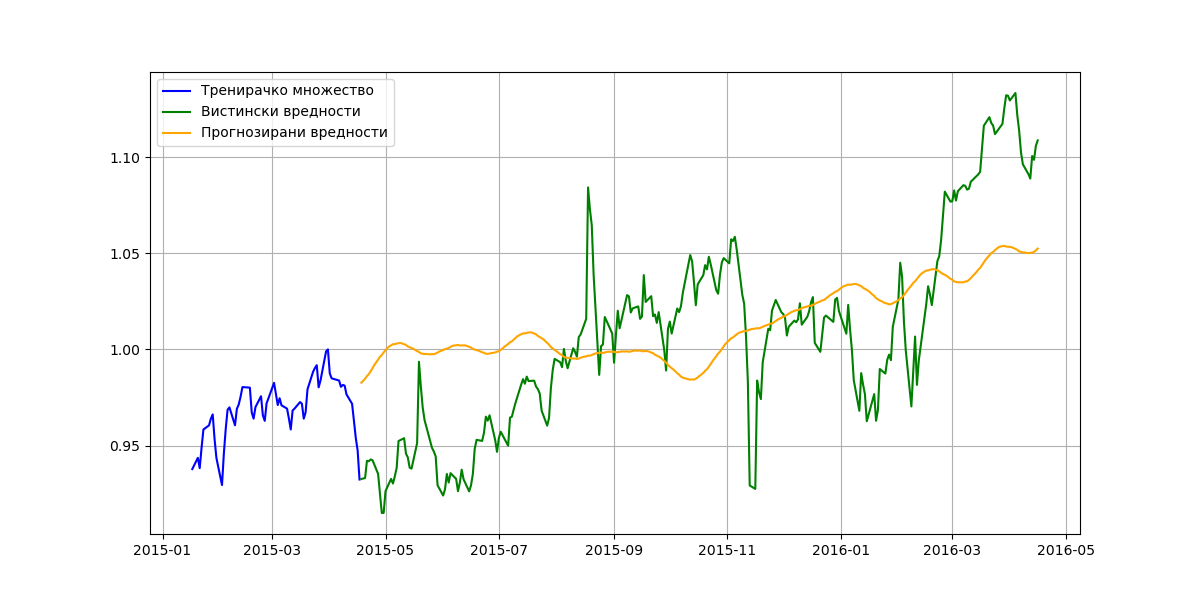 Тренирачко множество
Вистински вредности
Прогнозирани вредности
1.10
1.05
1.00
0.95
2015-01 2015-03 2015-05 2015-07 2015-09 2015-11 2016-01 2016-03 2016-05